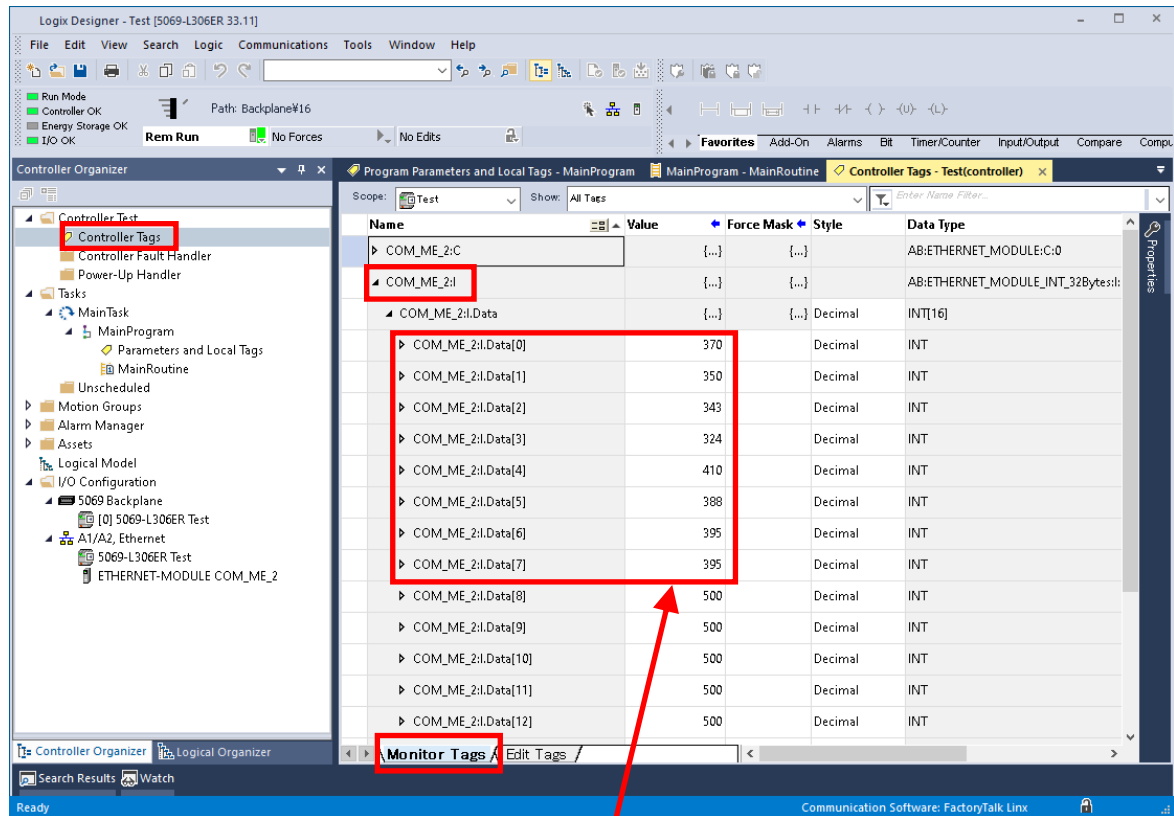 Logix Designer - Test [5069-L306ER 33.11]
File Edit View Search Logic Communications Tools Window Help
Run Mode
Controller OK
Energy Storage OK
I/O OK
Path: Backplane¥16
Rem Run No Forces No Edits
Favorites Add-On Alarms Bit Timer/Counter Input/Output Compare Compu
Controller Organizer
Controller Test
Controller Tags
Controller Fault Handler
Power-Up Handler
Tasks
MainTask
MainProgram
Parameters and Local Tags
MainRoutine
Unscheduled
Motion Groups
Alarm Manager
Assets
Logical Model
I/O Configuration
5069 Backplane
[0] 5069-L306ER Test
A1/A2, Ethernet
5069-L306ER Test
ETHERNET-MODULE COM_ME_2
Controller Organizer Logical Organizer
Program Parameters and Local Tags - MainProgram MainProgram - MainRoutine Controller Tags - Test(controller)
Scope: Test Show: All Tags Enter Name Filter...
Name Value Force Mask Style Data Type
COM_ME_2:C {...} {...} AB:ETHERNET_MODULE:C:0
COM_ME_2:I {...} {...} AB:ETHERNET_MODULE_INT_32Bytes:I:
COM_ME_2:I.Data {...} {...} Decimal INT[16]
COM_ME_2:I.Data[0] 370 Decimal INT
COM_ME_2:I.Data[1] 350 Decimal INT
COM_ME_2:I.Data[2] 343 Decimal INT
COM_ME_2:I.Data[3] 324 Decimal INT
COM_ME_2:I.Data[4] 410 Decimal INT
COM_ME_2:I.Data[5] 388 Decimal INT
COM_ME_2:I.Data[6] 395 Decimal INT
COM_ME_2:I.Data[7] 395 Decimal INT
COM_ME_2:I.Data[8] 500 Decimal INT
COM_ME_2:I.Data[9] 500 Decimal INT
COM_ME_2:I.Data[10] 500 Decimal INT
COM_ME_2:I.Data[11] 500 Decimal INT
COM_ME_2:I.Data[12] 500 Decimal INT
Monitor Tags Edit Tags
Properties
Search Results Watch
Ready Communication Software: FactoryTalk Linx